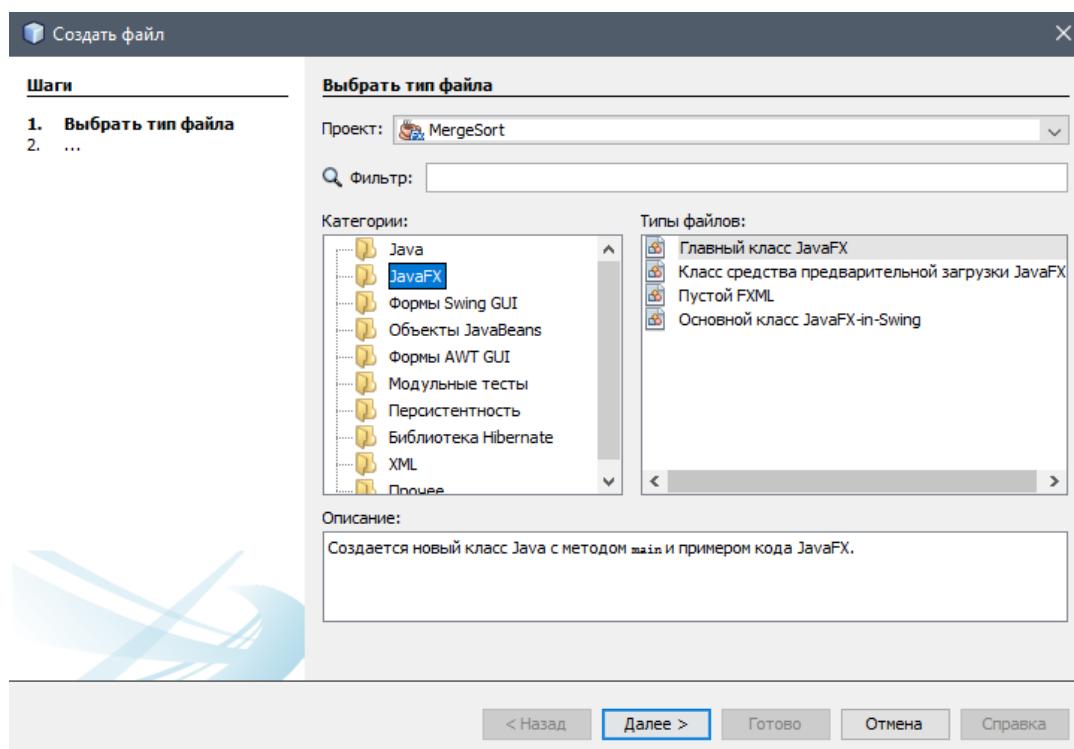 Создать файл
Шаги
1. Выбрать тип файла
2. ...
Выбрать тип файла
Проект: MergeSort
Фильтр:
Категории:
Java
JavaFX
Формы Swing GUI
Объекты JavaBeans
Формы AWT GUI
Модульные тесты
Персистентность
Библиотека Hibernate
XML
Прочее
Типы файлов:
Главный класс JavaFX
Класс средства предварительной загрузки JavaFX
Пустой FXML
Основной класс JavaFX-in-Swing
Описание:
Создается новый класс Java с методом main и примером кода JavaFX.
< Назад
Далее >
Готово
Отмена
Справка